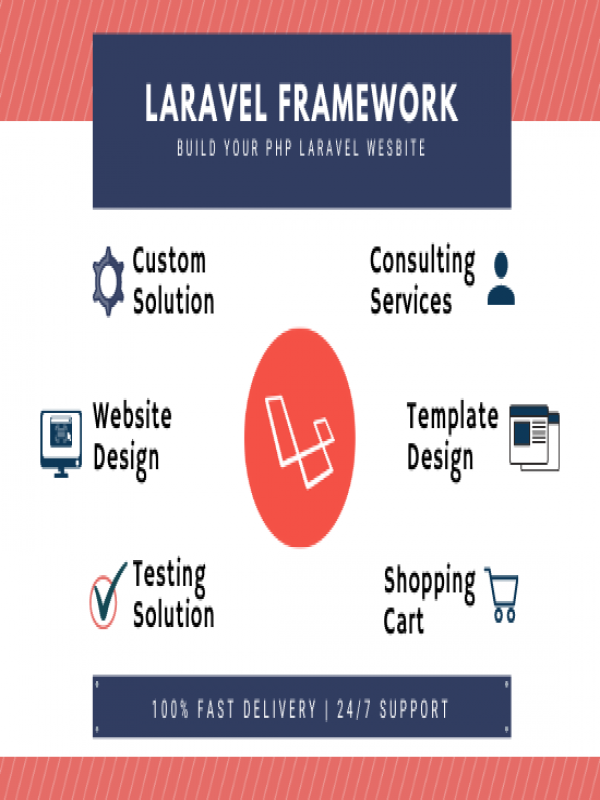 LARAVEL FRAMEWORK
BUILD YOUR PHP LARAVEL WESBITE
Custom
Solution
Consulting
Services
Website
Design
Template
Design
Testing
Solution
Shopping
Cart
100% FAST DELIVERY | 24/7 SUPPORT